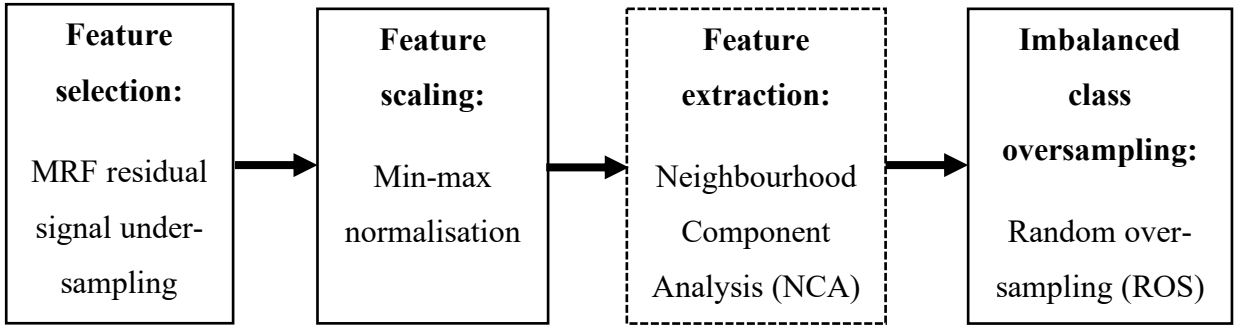 Feature
selection:
MRF residual
signal under-
sampling
Feature
scaling:
Min-max
normalisation
Feature
extraction:
Neighbourhood
Component
Analysis (NCA)
Imbalanced
class
oversampling:
Random over-
sampling (ROS)